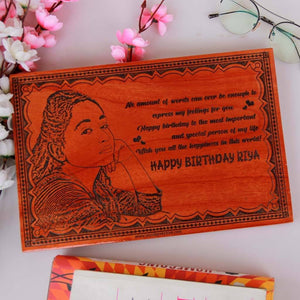 No amount of words can ever be enough to
express my feelings for you.
Happy birthday to the most important
and special person of my life
Wish you all the happiness in this world!
HAPPY BIRTHDAY RIYA